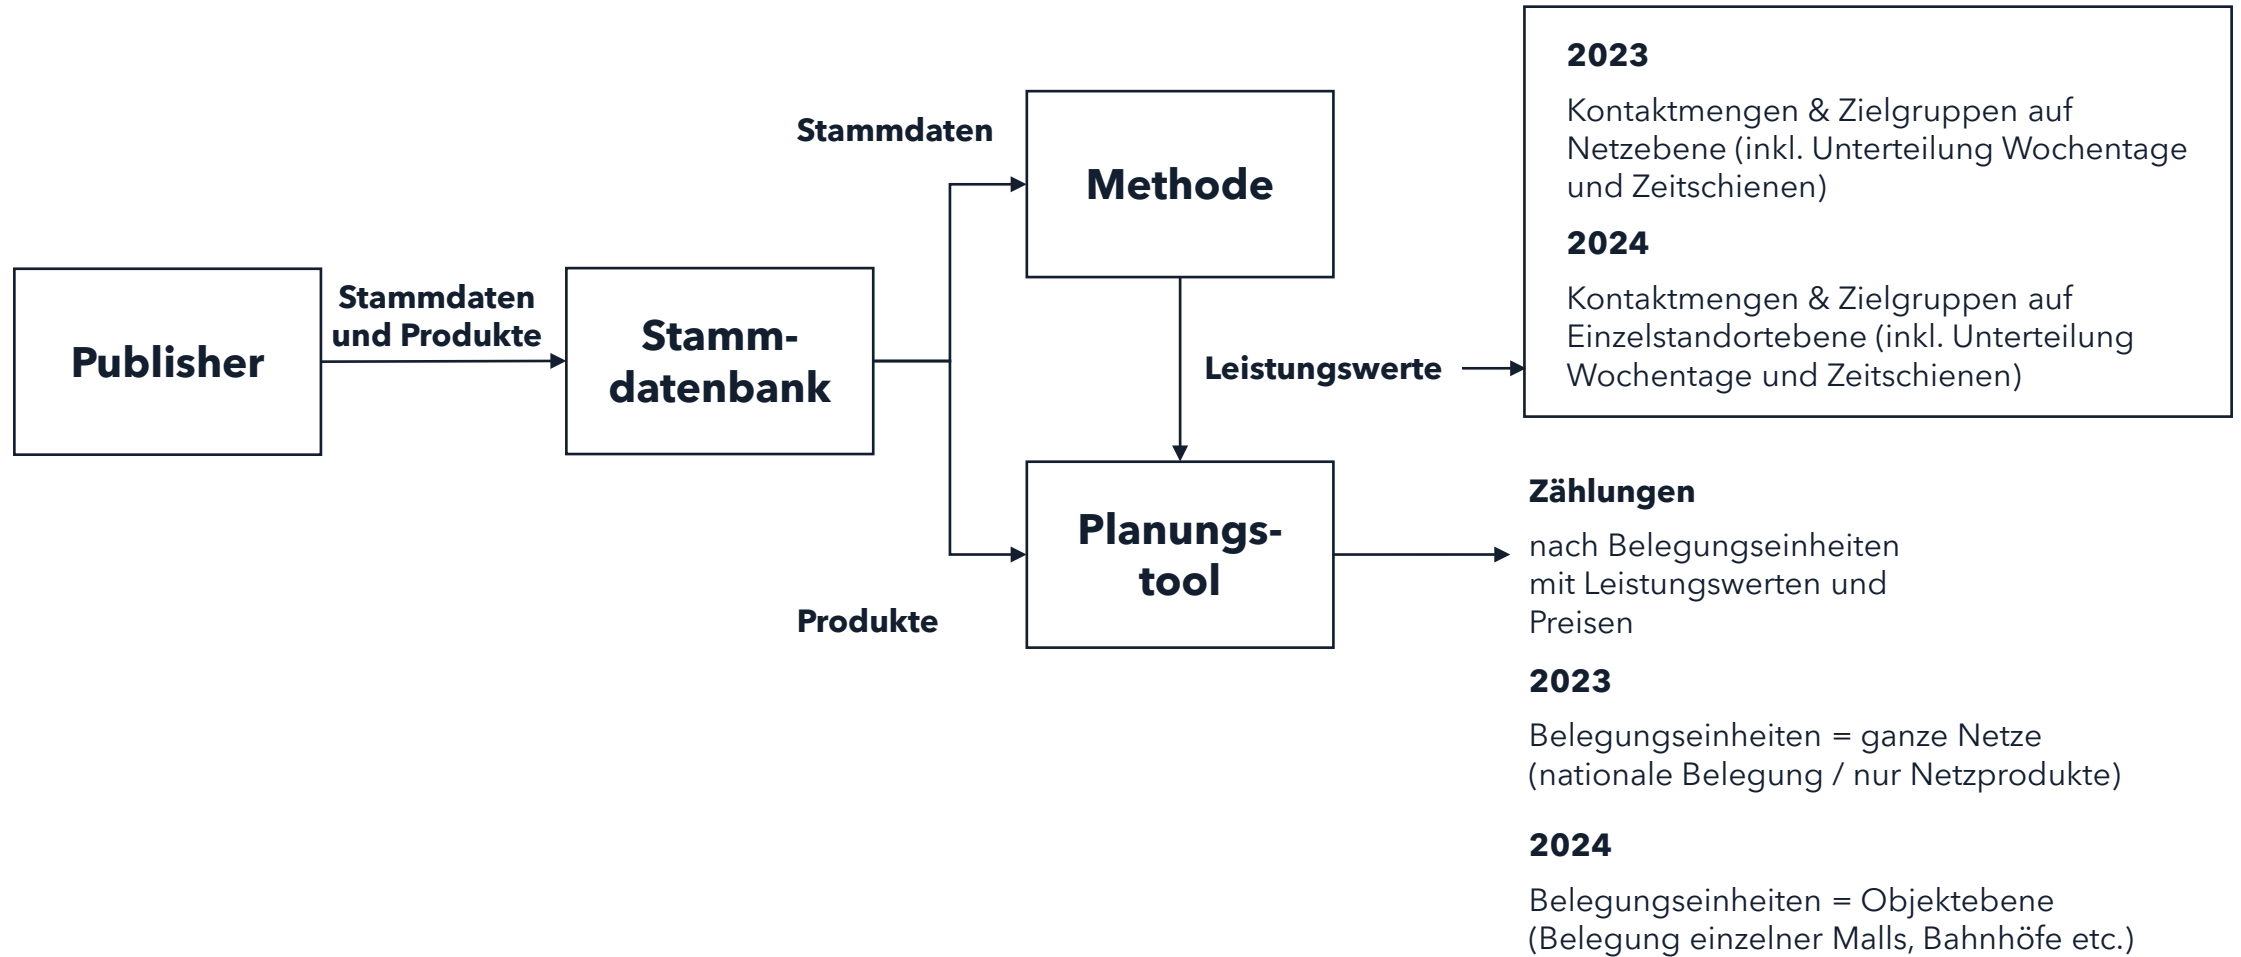 Publisher
Stammdaten
und Produkte
Stamm-
datenbank
Stammdaten
Methode
Produkte
Planungs-
tool
Leistungswerte
2023
Kontaktmengen & Zielgruppen auf
Netzebene (inkl. Unterteilung Wochentage
und Zeitschienen)
2024
Kontaktmengen & Zielgruppen auf
Einzelstandortebene (inkl. Unterteilung
Wochentage und Zeitschienen)
Zählungen
nach Belegungseinheiten
mit Leistungswerten und
Preisen
2023
Belegungseinheiten = ganze Netze
(nationale Belegung / nur Netzprodukte)
2024
Belegungseinheiten = Objektebene
(Belegung einzelner Malls, Bahnhöfe etc.)